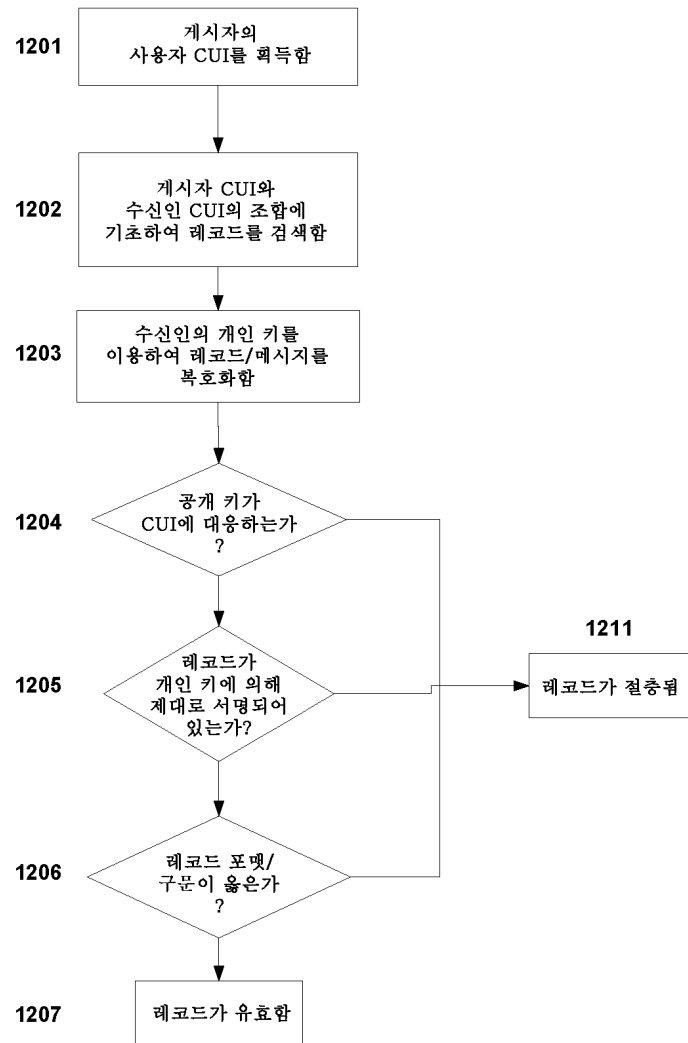 1201
게시자의
사용자 CUI를 획득함
1202
게시자 CUI와
수신인 CUI의 조합에
기초하여 레코드를 검색함
1203
수신인의 개인 키를
이용하여 레코드/메시지를
복호화함
1204
공개 키가
CUI에 대응하는가
?
1205
레코드가
개인 키에 의해
제대로 서명되어
있는가?
1211
레코드가 절충됨
1206
레코드 포맷/
구문이 옳은가
?
1207
레코드가 유효함